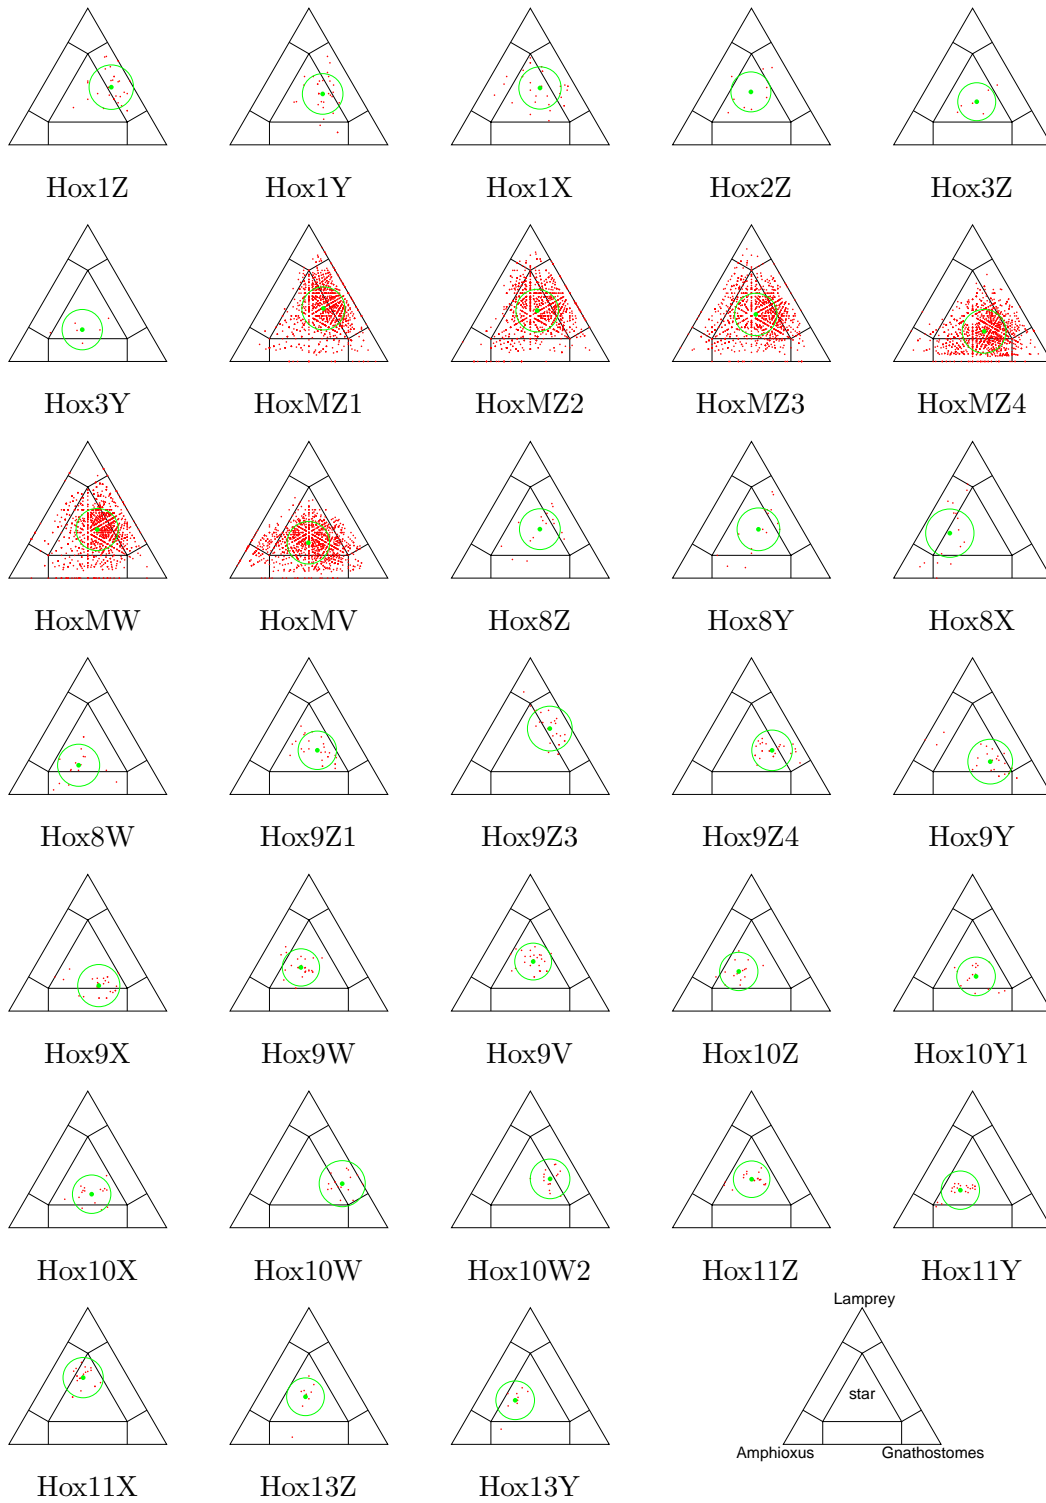 Hox1Z Hox1Y Hox1X Hox2Z Hox3Z
Hox3Y HoxMZ1 HoxMZ2 HoxMZ3 HoxMZ4
HoxMW HoxMV Hox8Z Hox8Y Hox8X
Hox8W Hox9Z1 Hox9Z3 Hox9Z4 Hox9Y
Hox9X Hox9W Hox9V Hox10Z Hox10Y1
Hox10X Hox10W Hox10W2 Hox11Z Hox11Y
Lamprey
star
Amphioxus Gnathostomes
Hox11X Hox13Z Hox13Y